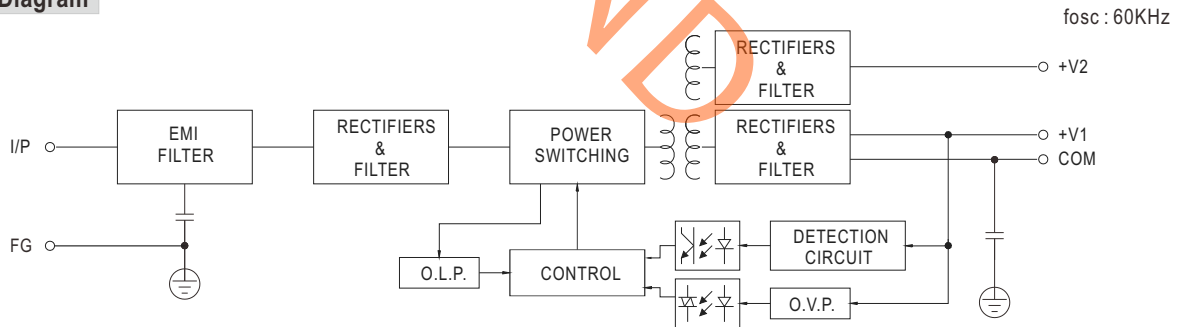 Diagram
fosc : 60KHz
RECTIFIERS
&
FILTER
+V2
I/P
EMI
FILTER
RECTIFIERS
&
FILTER
POWER
SWITCHING
RECTIFIERS
&
FILTER
+V1
COM
FG
O.L.P.
CONTROL
DETECTION
CIRCUIT
O.V.P.